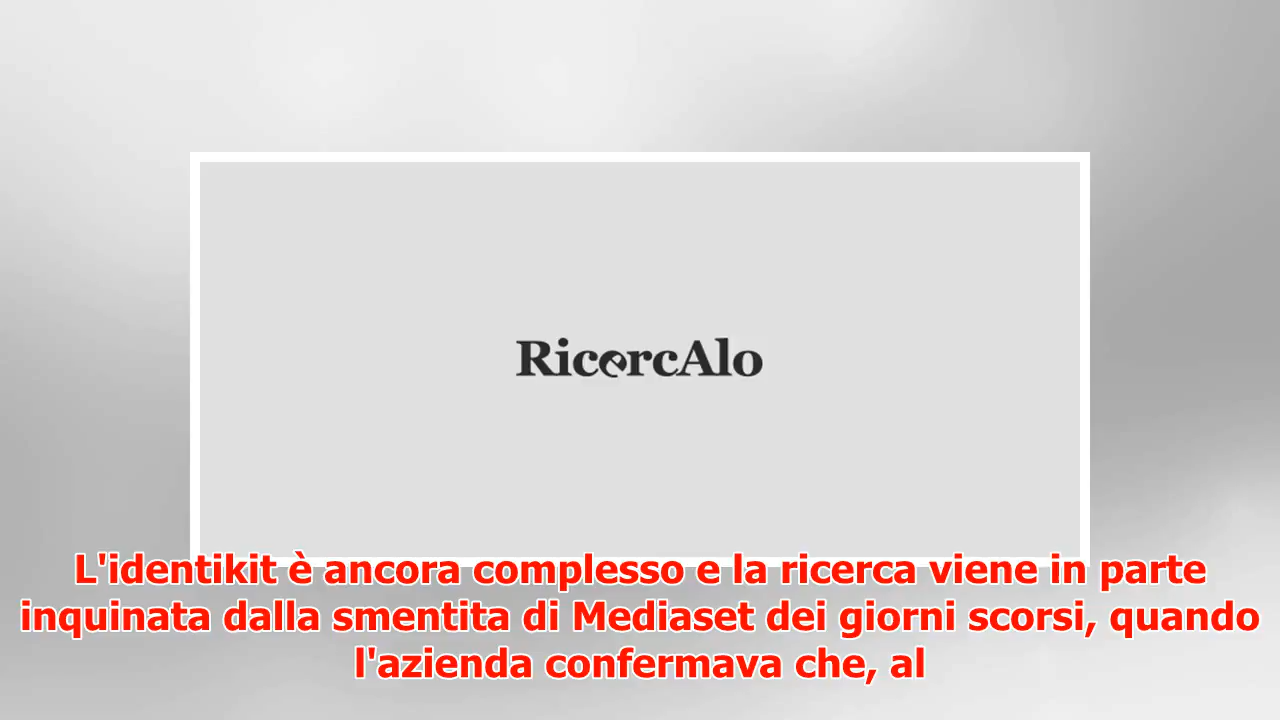 RicercAlo
L'identikit è ancora complesso e la ricerca viene in parte
inquinata dalla smentita di Mediaset dei giorni scorsi, quando
l'azienda confermava che, al